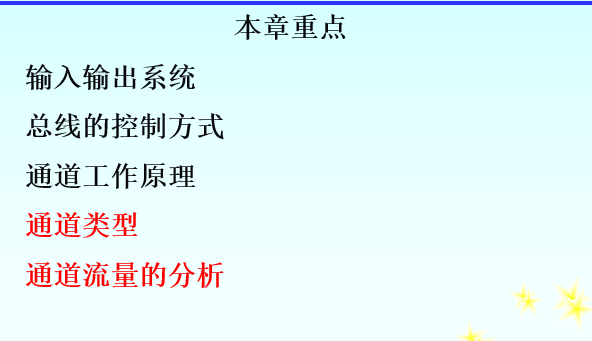 本章重点
输入输出系统
总线的控制方式
通道工作原理
通道类型
通道流量的分析